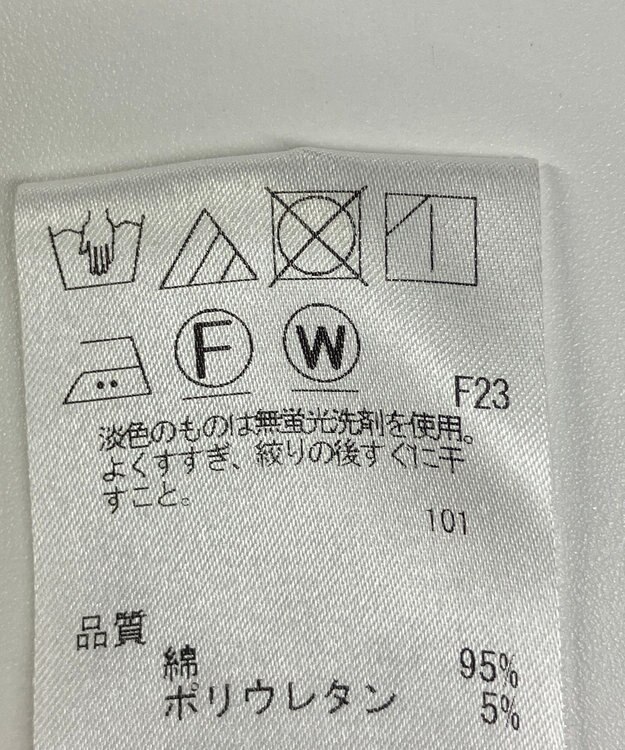 F W
F23
淡色のものは無蛍光洗剤を使用。
よくすすぎ、絞りの後すぐに干
すこと。
101
品質
綿 95%
ポリウレタン 5%